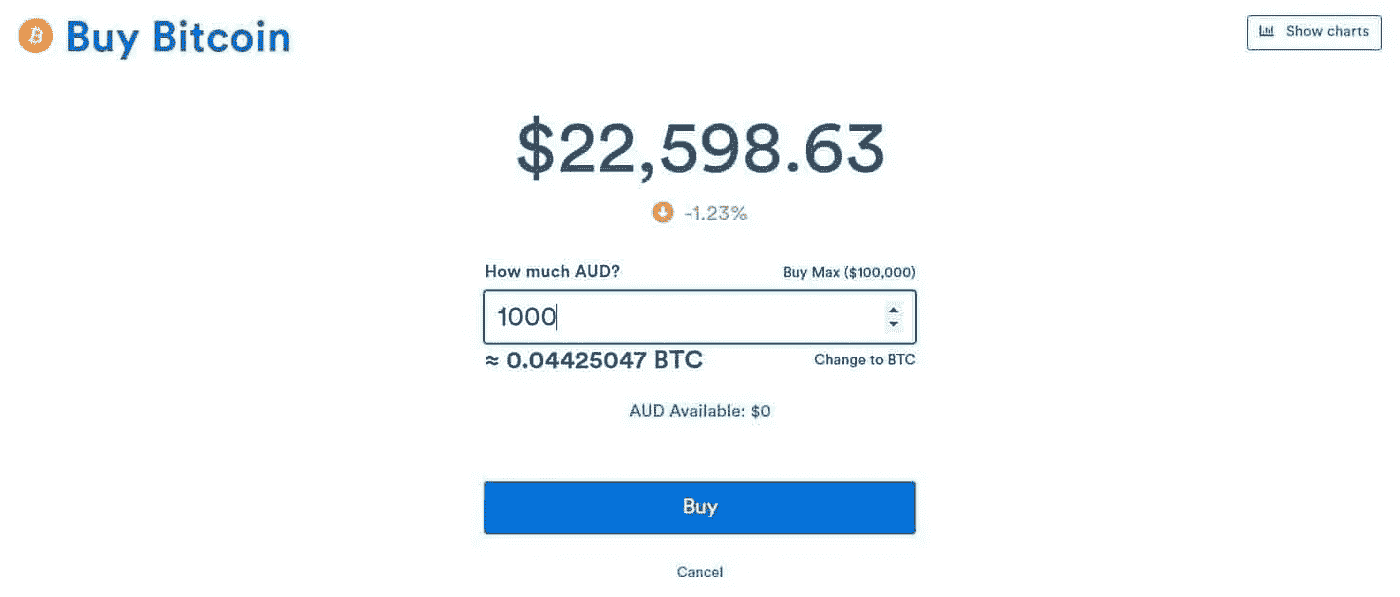 Buy Bitcoin
Show charts
$22,598.63
-1.23%
How much AUD?
Buy Max ($100,000)
1000
≈ 0.04425047 BTC
Change to BTC
AUD Available: $0
Buy
Cancel